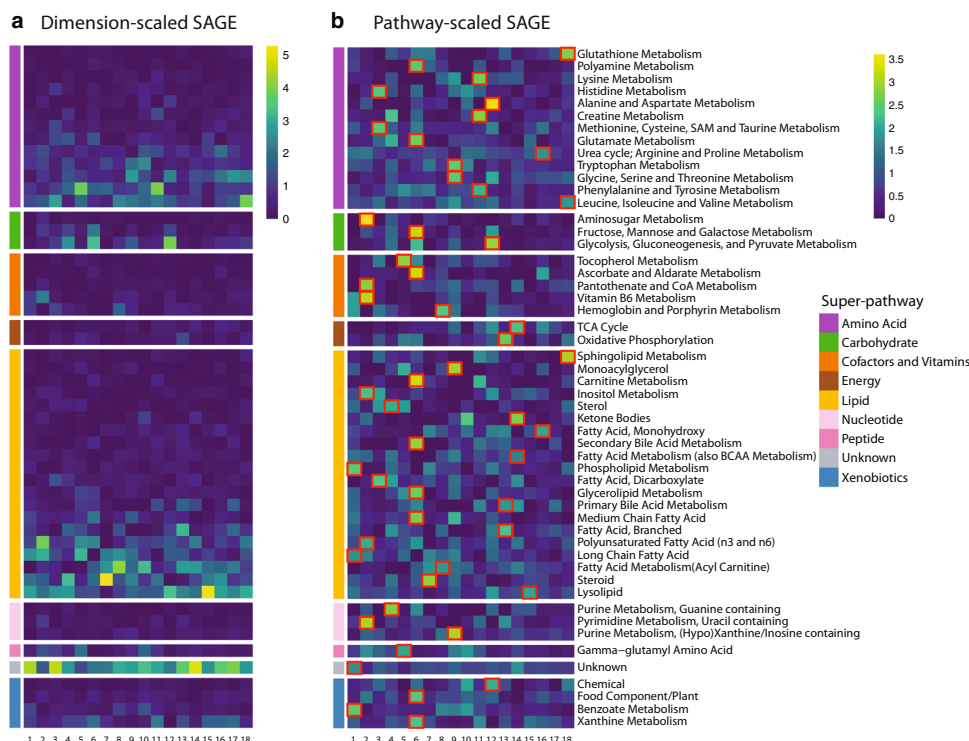 a Dimension-scaled SAGE
b Pathway-scaled SAGE
5
4
3
2
1
0
3.5
3
2.5
2
1.5
1
0.5
0
Glutathione Metabolism
Polyamine Metabolism
Lysine Metabolism
Histidine Metabolism
Alanine and Aspartate Metabolism
Creatine Metabolism
Methionine, Cysteine, SAM and Taurine Metabolism
Glutamate Metabolism
Urea cycle; Arginine and Proline Metabolism
Tryptophan Metabolism
Glycine, Serine and Threonine Metabolism
Phenylalanine and Tyrosine Metabolism
Leucine, Isoleucine and Valine Metabolism
Aminosugar Metabolism
Fructose, Mannose and Galactose Metabolism
Glycolysis, Gluconeogenesis, and Pyruvate Metabolism
Tocopherol Metabolism
Ascorbate and Aldarate Metabolism
Pantothenate and CoA Metabolism
Vitamin B6 Metabolism
Hemoglobin and Porphyrin Metabolism
TCA Cycle
Oxidative Phosphorylation
Sphingolipid Metabolism
Monoacylglycerol
Carnitine Metabolism
Inositol Metabolism
Sterol
Ketone Bodies
Fatty Acid, Monohydroxy
Secondary Bile Acid Metabolism
Fatty Acid Metabolism (also BCAA Metabolism)
Phospholipid Metabolism
Fatty Acid, Dicarboxylate
Glycerolipid Metabolism
Primary Bile Acid Metabolism
Medium Chain Fatty Acid
Fatty Acid, Branched
Polyunsaturated Fatty Acid (n3 and n6)
Long Chain Fatty Acid
Fatty Acid Metabolism(Acyl Carnitine)
Steroid
Lysolipid
Purine Metabolism, Guanine containing
Pyrimidine Metabolism, Uracil containing
Purine Metabolism, (Hypo)Xanthine/Inosine containing
Gamma−glutamyl Amino Acid
Unknown
Chemical
Food Component/Plant
Benzoate Metabolism
Xanthine Metabolism
Super-pathway
Amino Acid
Carbohydrate
Cofactors and Vitamins
Energy
Lipid
Nucleotide
Peptide
Unknown
Xenobiotics
1 2 3 4 5 6 7 8 9 10 11 12 13 14 15 16 17 18
1 2 3 4 5 6 7 8 9 10 11 12 13 14 15 16 17 18